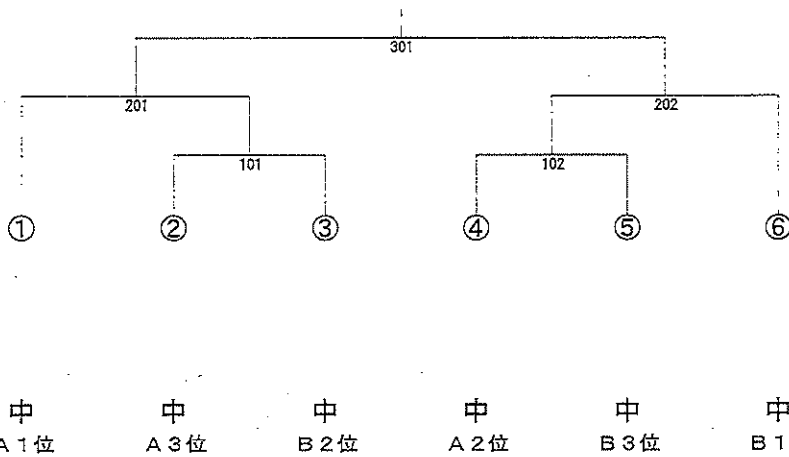 301
201 202
101 102
① ② ③ ④ ⑤ ⑥
中 中 中 中 中 中
A1位 A3位 B2位 A2位 B3位 B1